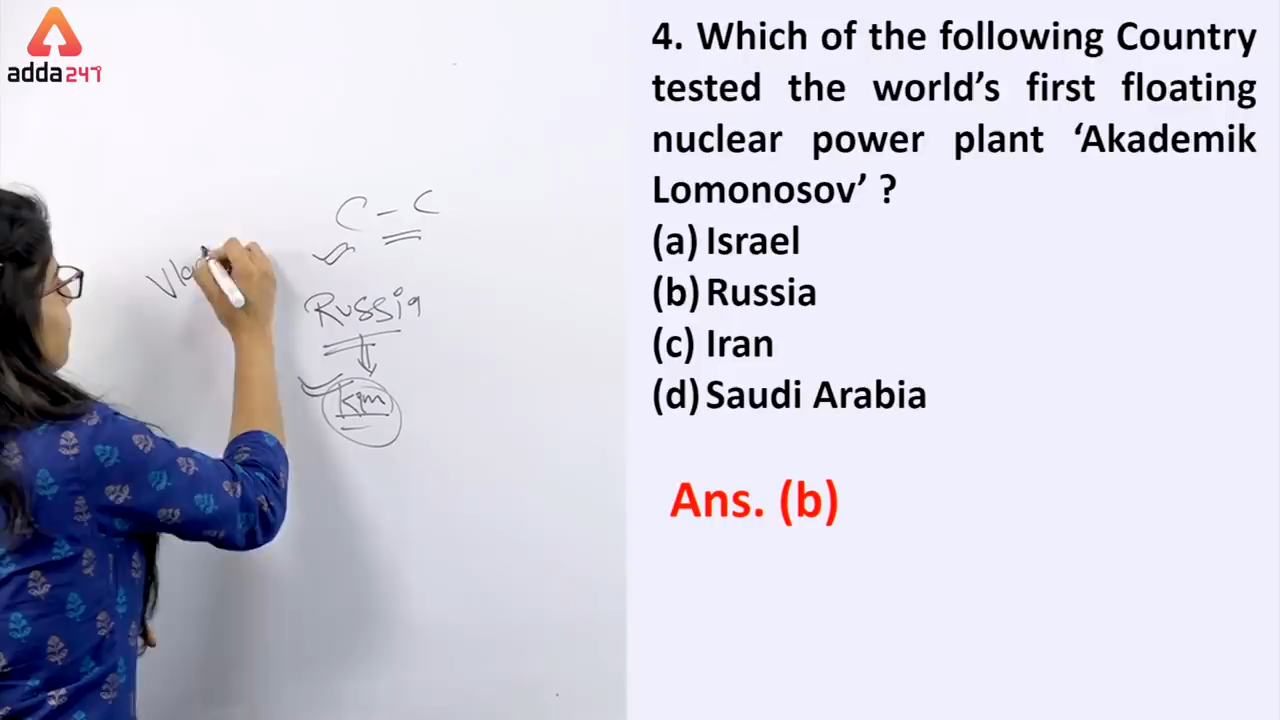 adda247
C - C
Russia
Kim
4. Which of the following Country
tested the world's first floating
nuclear power plant ‘Akademik
Lomonosov’ ?
(a) Israel
(b) Russia
(c) Iran
(d) Saudi Arabia
Ans. (b)